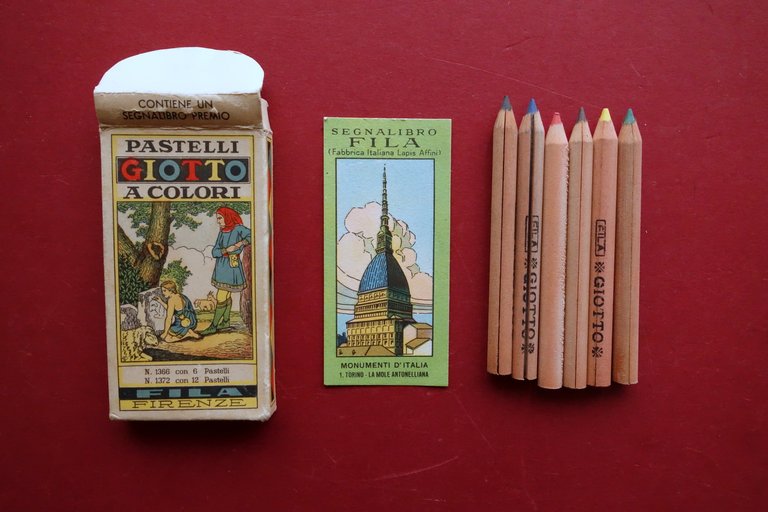 CONTIENE UN
SEGNALIBRO PREMIO
PASTELLI
GIOTTO
A COLORI
N. 1366 con 6 Pastelli
N. 1372 con 12 Pastelli
FILA
FIRENZE
SEGNALIBRO
FILA
(Fabbrica Italiana Lapis Affini)
MONUMENTI D'ITALIA
1. TORINO - LA MOLE ANTONELLIANA
FILA GIOTTO
FILA GIOTTO